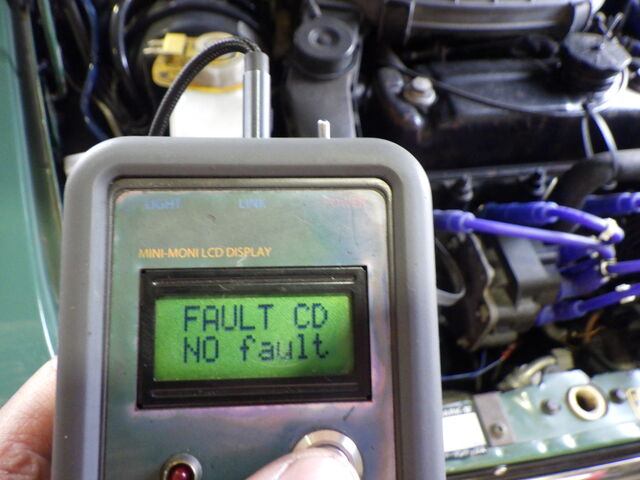 LIGHT LINK POWER
MINI-MONI LCD DISPLAY
FAULT CD
NO fault